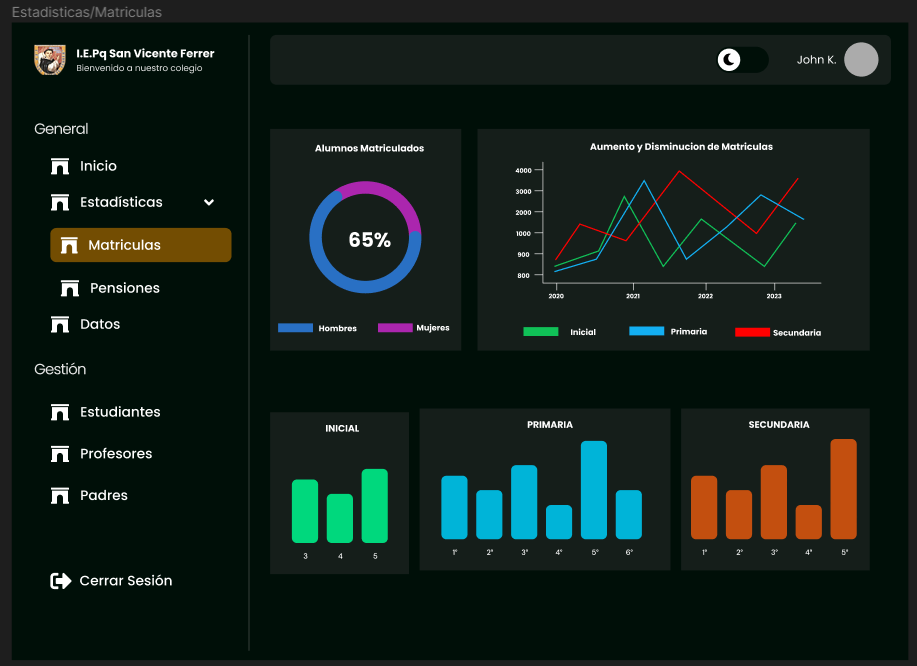 Estadisticas/Matriculas
I.E.Pq San Vicente Ferrer
Bienvenido a nuestro colegio
John K.
General
Inicio
Estadísticas
Matriculas
Pensiones
Datos
Gestión
Estudiantes
Profesores
Padres
Cerrar Sesión
Alumnos Matriculados
65%
Hombres
Mujeres
Aumento y Disminucion de Matriculas
4000
3000
2000
1000
900
800
2020 2021 2022 2023
Inicial
Primaria
Secundaria
INICIAL
3 4 5
PRIMARIA
1° 2° 3° 4° 5° 6°
SECUNDARIA
1° 2° 3° 4° 5°